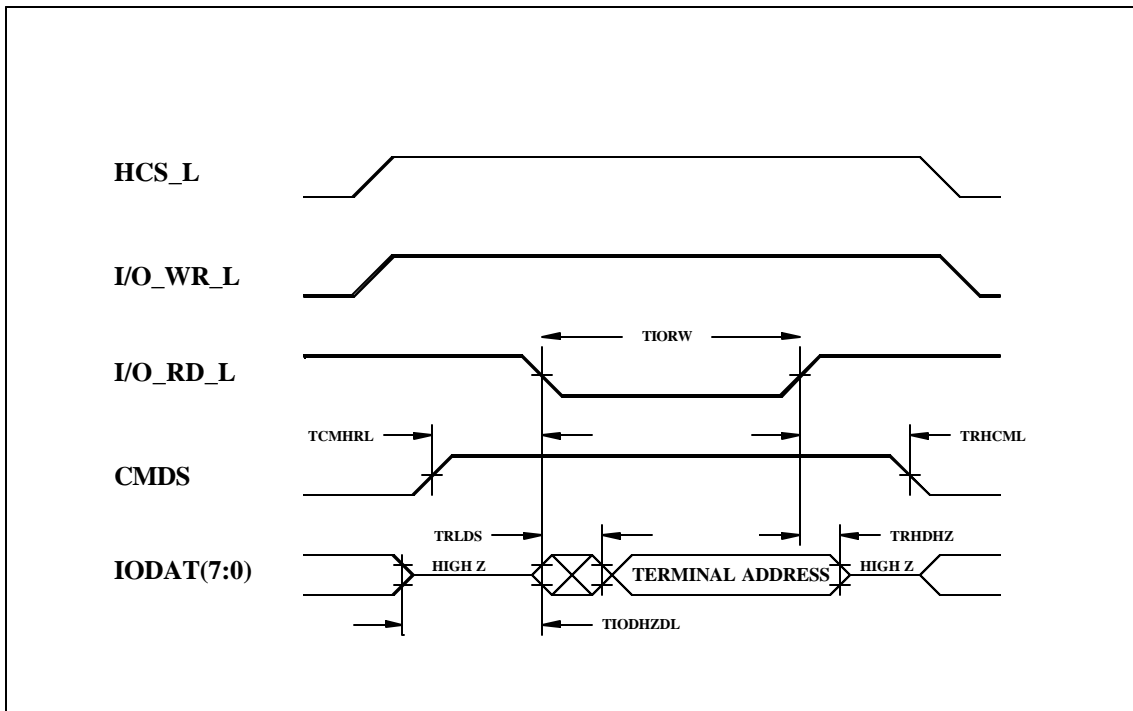 HCS_L
I/O_WR_L
TIORW
I/O_RD_L
TCMHRL
TRHCML
CMDS
TRLDS
TRHDHZ
IODAT(7:0)
HIGH Z
TERMINAL ADDRESS
HIGH Z
TIODHZDL